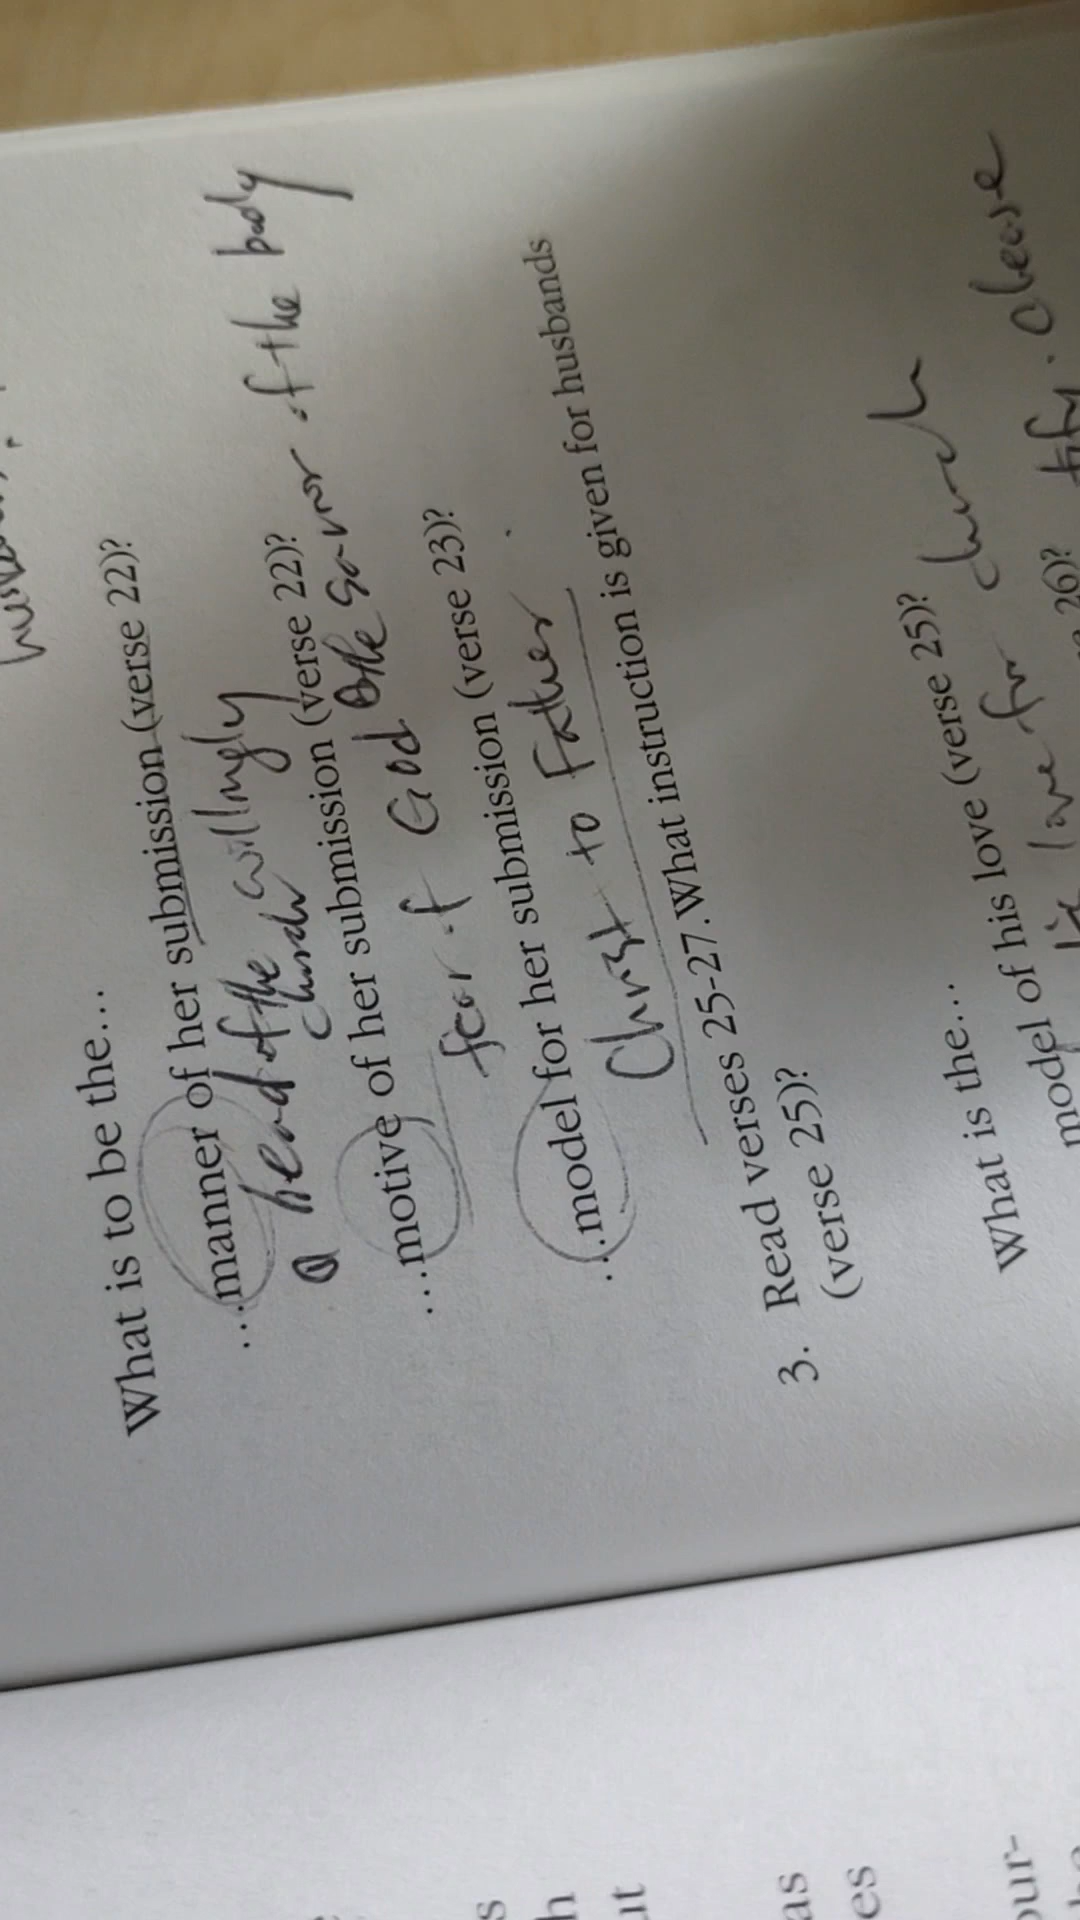 What is to be the...
...manner of her submission (verse 22)?
willingly
a head of the church the Savior of the body
...motive of her submission (verse 22)?
fear of God
...model for her submission (verse 23)?
Christ to Father
3. Read verses 25-27. What instruction is given for husbands
(verse 25)?
What is the...
model of his love (verse 25)?
love for church
as
es